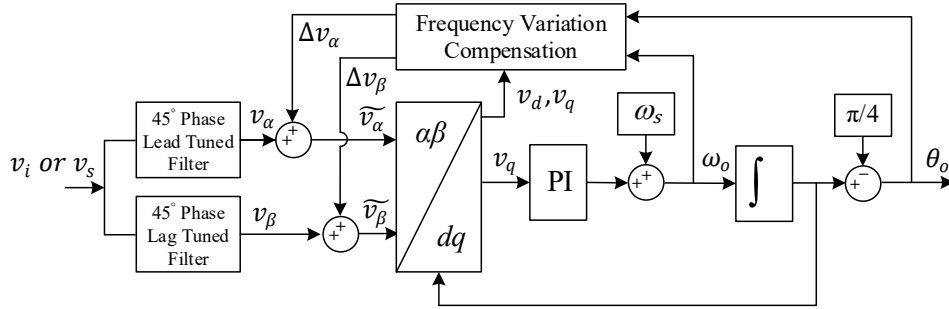 Frequency Variation
Compensation
Δv_α
Δv_β
45° Phase
Lead Tuned
Filter
v_α
+
+
ṽ_α
v_i or v_s
45° Phase
Lag Tuned
Filter
v_β
+
+
ṽ_β
αβ
dq
v_d, v_q
v_q
PI
ω_s
+
+
ω_o
∫
π/4
+
−
θ_o